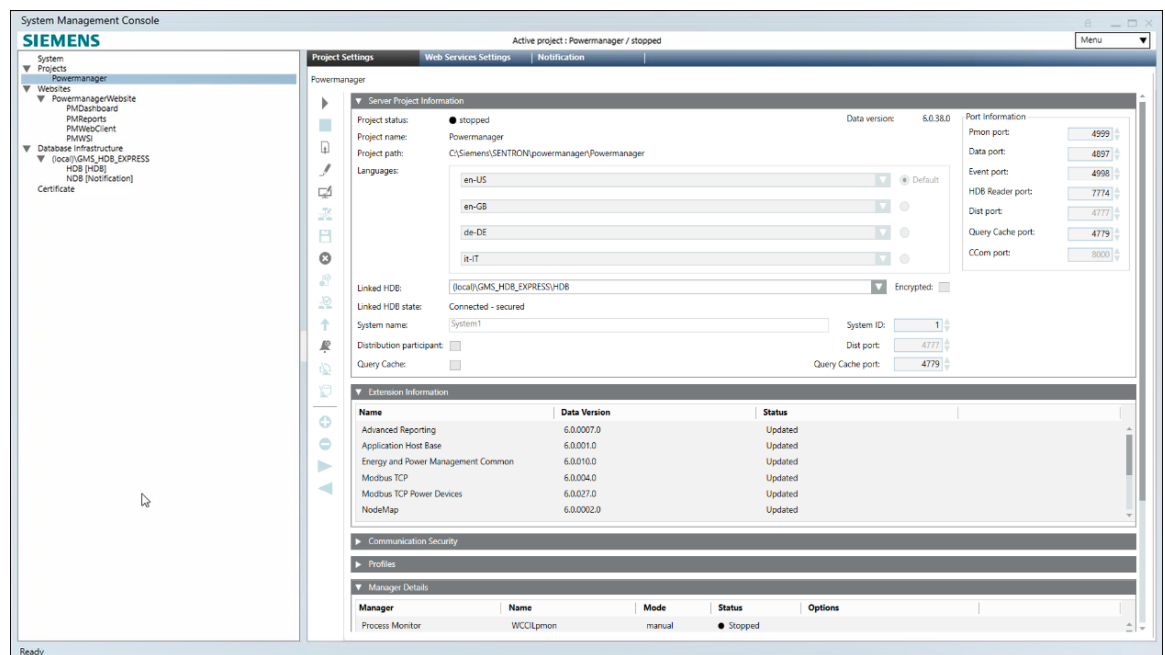 System Management Console
SIEMENS
Active project : Powermanager / stopped
Menu
System
Projects
Powermanager
Websites
PowermanagerWebsite
PMDashboard
PMReports
PMWebClient
PMWSI
Database Infrastructure
(local)\GMS_HDB_EXPRESS
HDB [HDB]
NDB [Notification]
Certificate
Project Settings Web Services Settings Notification
Powermanager
Server Project Information
Project status: stopped Data version: 6.0.38.0
Project name: Powermanager
Project path: C:\Siemens\SENTRON\powermanager\Powermanager
Languages:
en-US Default
en-GB
de-DE
it-IT
Port Information
Pmon port: 4999
Data port: 4897
Event port: 4998
HDB Reader port: 7774
Dist port: 4777
Query Cache port: 4779
CCom port: 8000
Linked HDB: (local)\GMS_HDB_EXPRESS\HDB Encrypted:
Linked HDB state: Connected - secured
System name: System1 System ID: 1
Distribution participant: Dist port: 4777
Query Cache: Query Cache port: 4779
Extension Information
Name Data Version Status
Advanced Reporting 6.0.0007.0 Updated
Application Host Base 6.0.001.0 Updated
Energy and Power Management Common 6.0.010.0 Updated
Modbus TCP 6.0.004.0 Updated
Modbus TCP Power Devices 6.0.027.0 Updated
NodeMap 6.0.0002.0 Updated
Communication Security
Profiles
Manager Details
Manager Name Mode Status Options
Process Monitor WCCILpmon manual Stopped
Ready